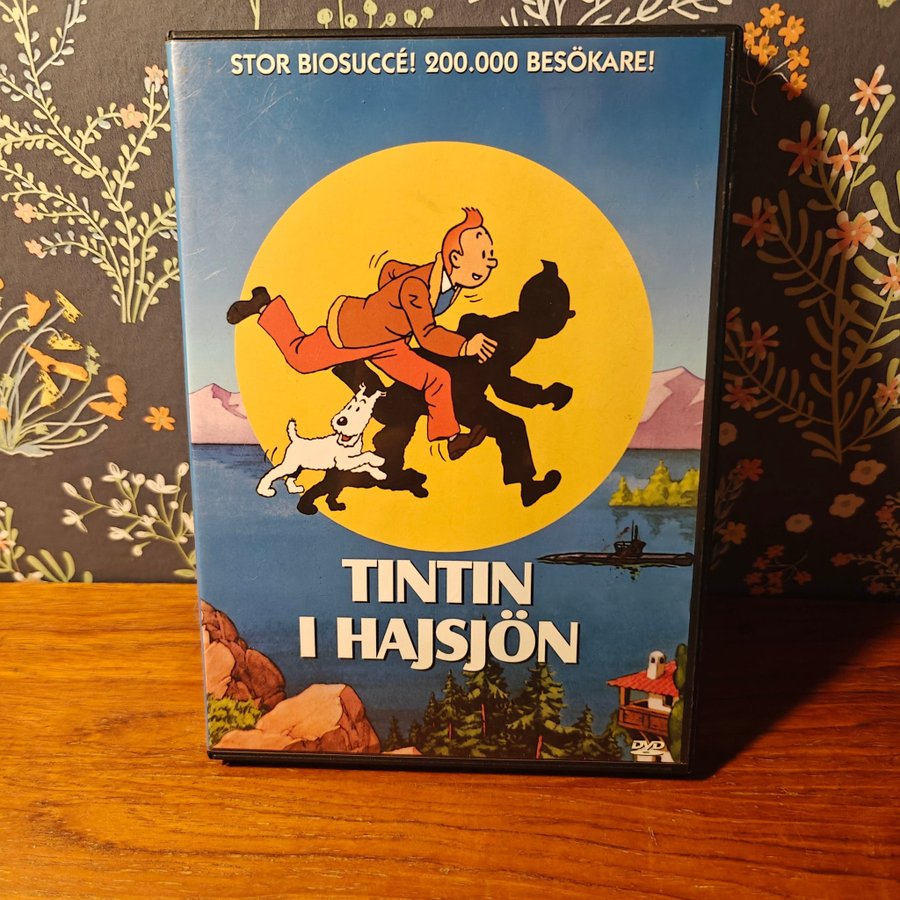 STOR BIOSUCCÉ! 200.000 BESÖKARE!
TINTIN
I HAJSJÖN
DVD